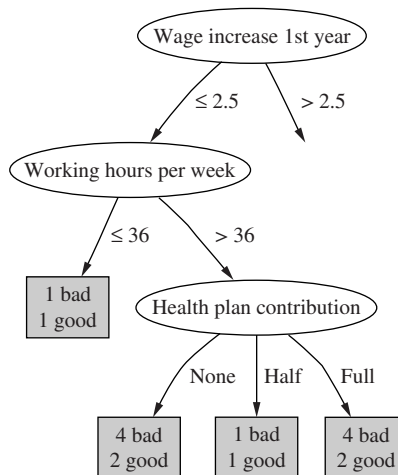 Wage increase 1st year
≤ 2.5
> 2.5
Working hours per week
≤ 36
> 36
1 bad
1 good
Health plan contribution
None
Half
Full
4 bad
2 good
1 bad
1 good
4 bad
2 good